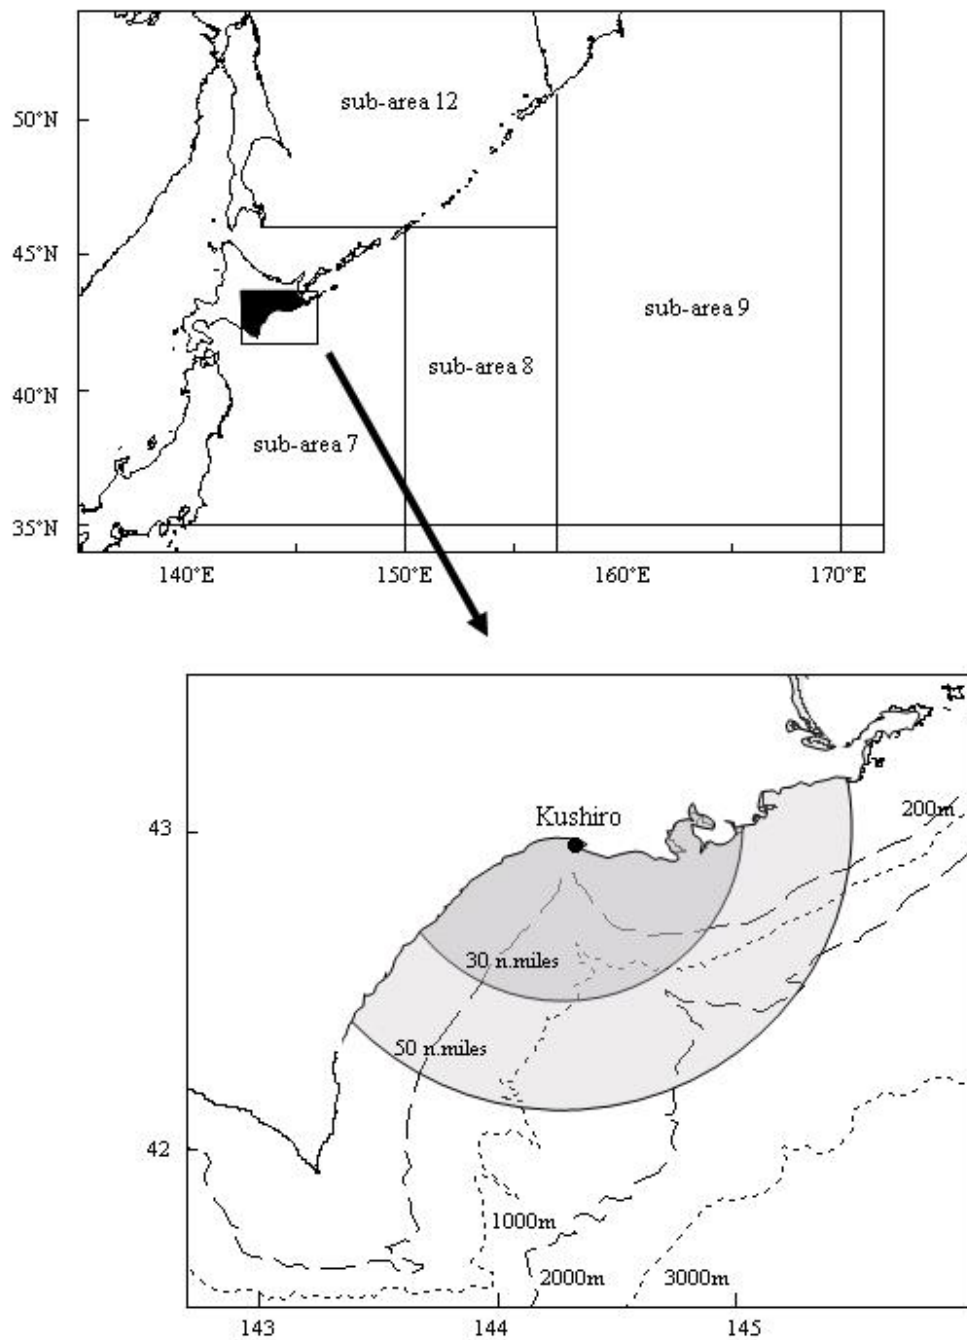 sub-area 12
50°N
45°N
sub-area 9
sub-area 8
40°N
sub-area 7
35°N
140°E 150°E 160°E 170°E
Kushiro
200m
43
30 n.miles
50 n.miles
42
1000m
2000m 3000m
143 144 145